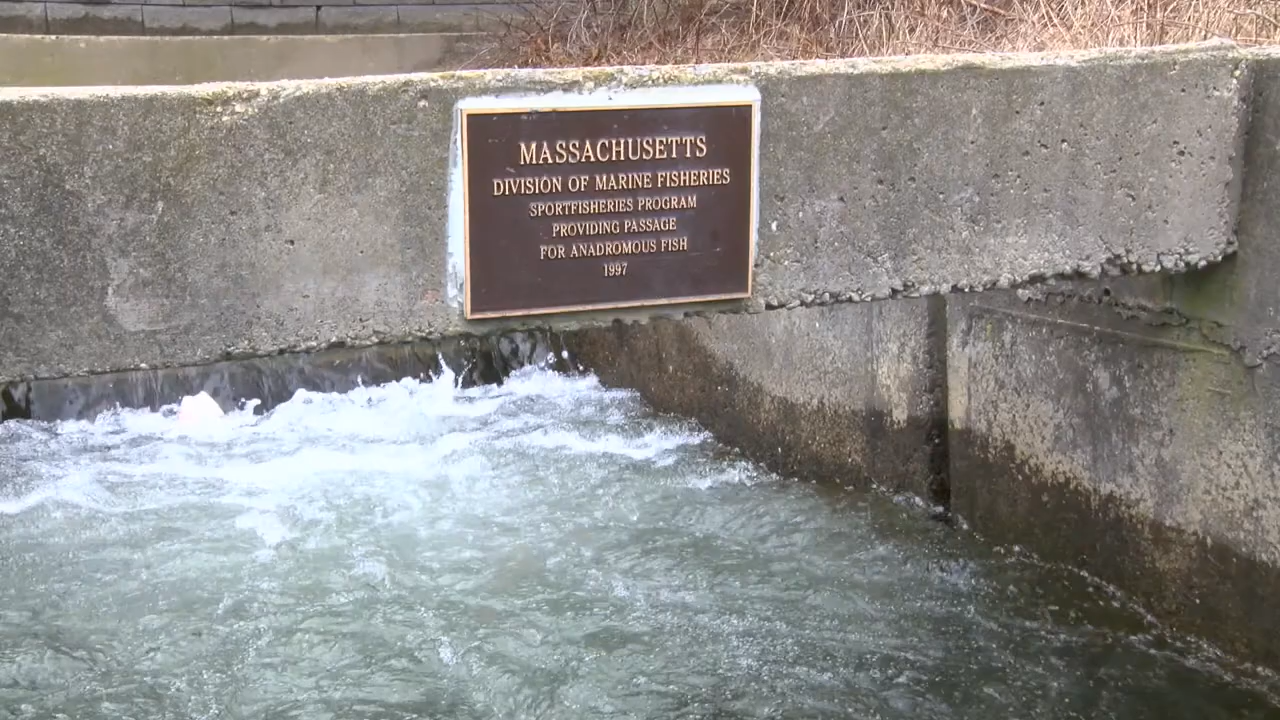 MASSACHUSETTS
DIVISION OF MARINE FISHERIES
SPORTFISHERIES PROGRAM
PROVIDING PASSAGE
FOR ANADROMOUS FISH
1997